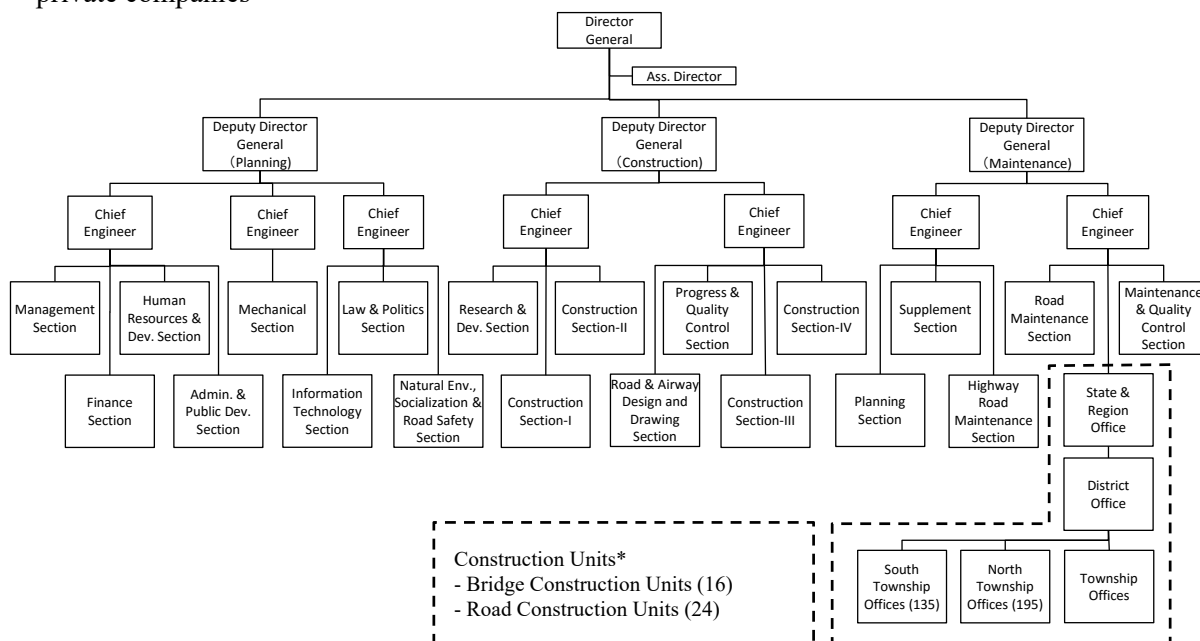 private companies
Director
General
Ass. Director
Deputy Director
General
（Planning)
Deputy Director
General
（Construction)
Deputy Director
General
（Maintenance)
Chief
Engineer
Chief
Engineer
Chief
Engineer
Chief
Engineer
Chief
Engineer
Chief
Engineer
Chief
Engineer
Management
Section
Human
Resources &
Dev. Section
Mechanical
Section
Law & Politics
Section
Research &
Dev. Section
Construction
Section-II
Progress &
Quality
Control
Section
Construction
Section-IV
Supplement
Section
Road
Maintenance
Section
Maintenance
& Quality
Control
Section
Finance
Section
Admin. &
Public Dev.
Section
Information
Technology
Section
Natural Env.,
Socialization &
Road Safety
Section
Construction
Section-I
Road & Airway
Design and
Drawing
Section
Construction
Section-III
Planning
Section
Highway
Road
Maintenance
Section
State &
Region
Office
District
Office
South
Township
Offices (135)
North
Township
Offices (195)
Township
Offices
Construction Units*
- Bridge Construction Units (16)
- Road Construction Units (24)